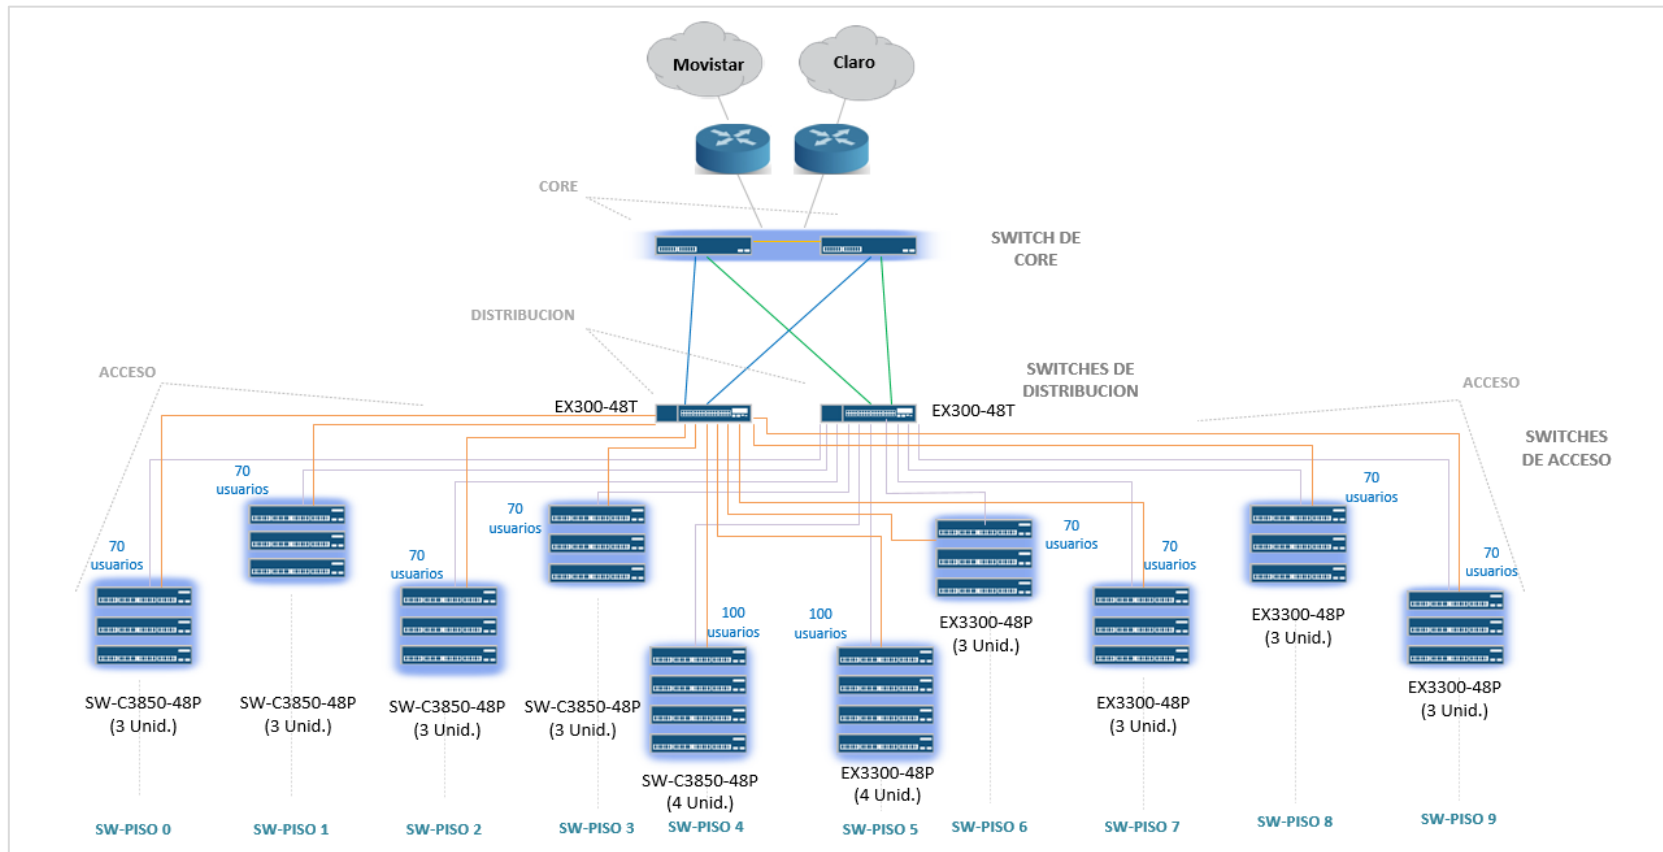 Movistar
Claro
CORE
SWITCH DE
CORE
DISTRIBUCION
SWITCHES DE
DISTRIBUCION
ACCESO
ACCESO
EX300-48T
EX300-48T
SWITCHES
DE ACCESO
70
usuarios
70
usuarios
70
usuarios
70
usuarios
100
usuarios
100
usuarios
70
usuarios
70
usuarios
70
usuarios
70
usuarios
SW-C3850-48P
(3 Unid.)
SW-C3850-48P
(3 Unid.)
SW-C3850-48P
(3 Unid.)
SW-C3850-48P
(3 Unid.)
SW-C3850-48P
(4 Unid.)
EX3300-48P
(4 Unid.)
EX3300-48P
(3 Unid.)
EX3300-48P
(3 Unid.)
EX3300-48P
(3 Unid.)
EX3300-48P
(3 Unid.)
SW-PISO 0
SW-PISO 1
SW-PISO 2
SW-PISO 3
SW-PISO 4
SW-PISO 5
SW-PISO 6
SW-PISO 7
SW-PISO 8
SW-PISO 9